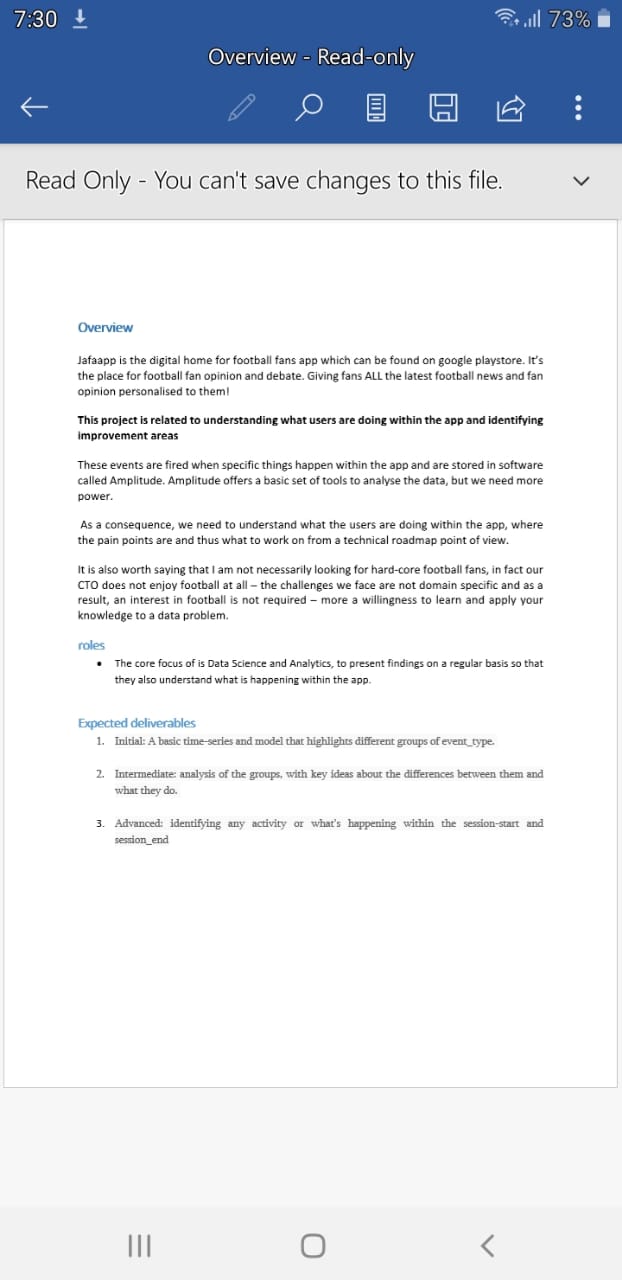 7:30
73%
Overview - Read-only
Read Only - You can't save changes to this file.
Overview
Jafaapp is the digital home for football fans app which can be found on google playstore. It's
the place for football fan opinion and debate. Giving fans ALL the latest football news and fan
opinion personalised to them!
This project is related to understanding what users are doing within the app and identifying
improvement areas
These events are fired when specific things happen within the app and are stored in software
called Amplitude. Amplitude offers a basic set of tools to analyse the data, but we need more
power.
As a consequence, we need to understand what the users are doing within the app, where
the pain points are and thus what to work on from a technical roadmap point of view.
It is also worth saying that I am not necessarily looking for hard-core football fans, in fact our
CTO does not enjoy football at all – the challenges we face are not domain specific and as a
result, an interest in football is not required – more a willingness to learn and apply your
knowledge to a data problem.
roles
• The core focus of is Data Science and Analytics, to present findings on a regular basis so that
they also understand what is happening within the app.
Expected deliverables
1. Initial: A basic time-series and model that highlights different groups of event_type.
2. Intermediate: analysis of the groups, with key ideas about the differences between them and
what they do.
3. Advanced: identifying any activity or what's happening within the session-start and
session_end